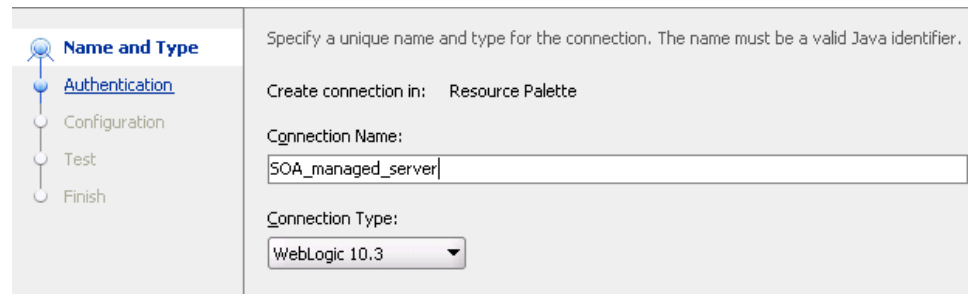 Name and Type
Authentication
Configuration
Test
Finish
Specify a unique name and type for the connection. The name must be a valid Java identifier.
Create connection in: Resource Palette
Connection Name:
SOA_managed_server
Connection Type:
WebLogic 10.3